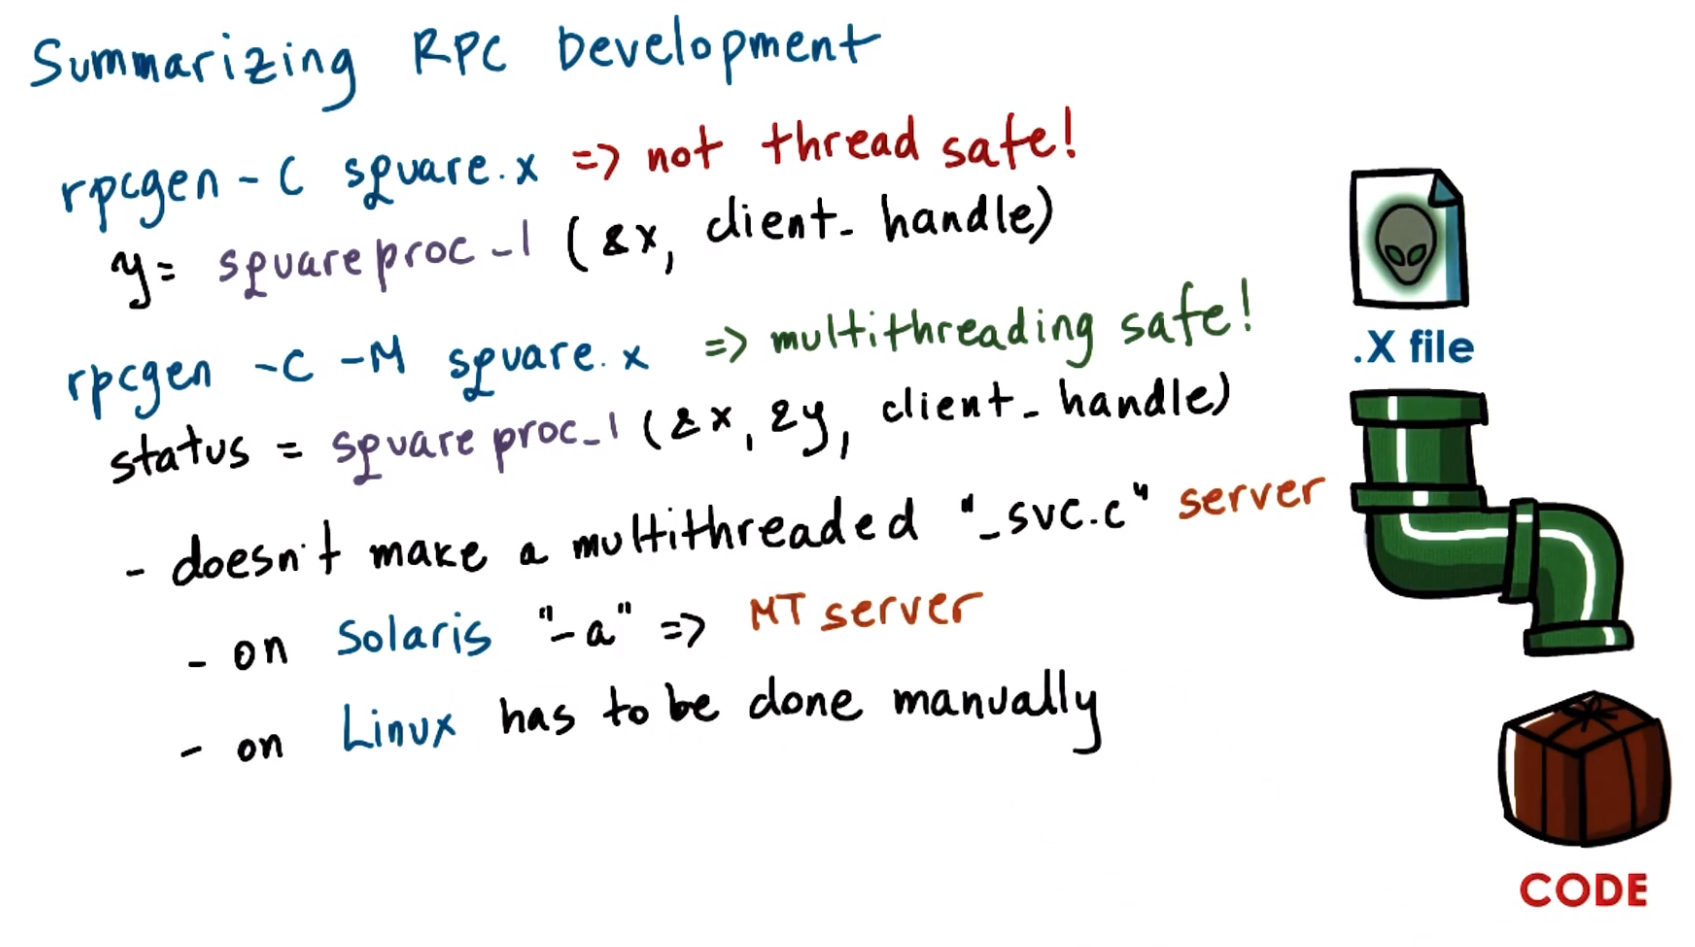 Summarizing RPC Development
rpcgen -C square.x => not thread safe!
y = squareproc_1 (&x, client_handle)
rpcgen -C -M square.x => multithreading safe!
status = squareproc_1 (&x, &y, client_handle)
- doesn't make a multithreaded "_svc.c" server
- on Solaris "-a" => MT server
- on Linux has to be done manually
.X file
CODE